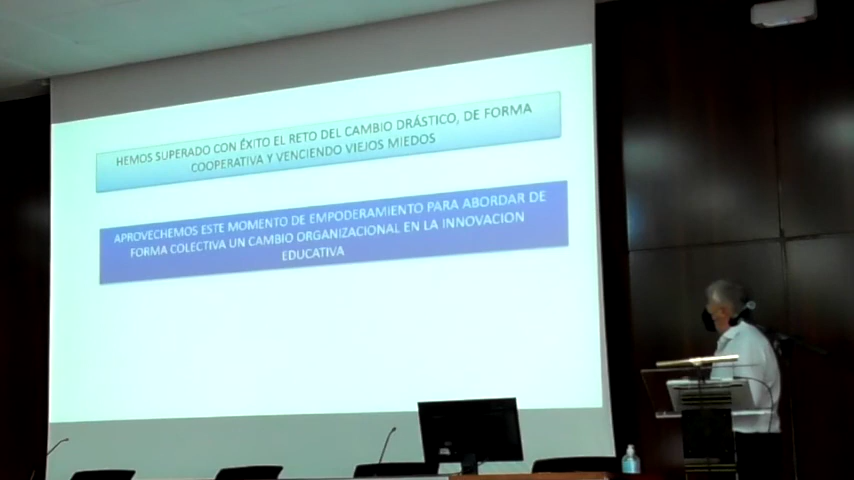 HEMOS SUPERADO CON ÉXITO EL RETO DEL CAMBIO DRÁSTICO, DE FORMA
COOPERATIVA Y VENCIENDO VIEJOS MIEDOS
APROVECHEMOS ESTE MOMENTO DE EMPODERAMIENTO PARA ABORDAR DE
FORMA COLECTIVA UN CAMBIO ORGANIZACIONAL EN LA INNOVACION
EDUCATIVA